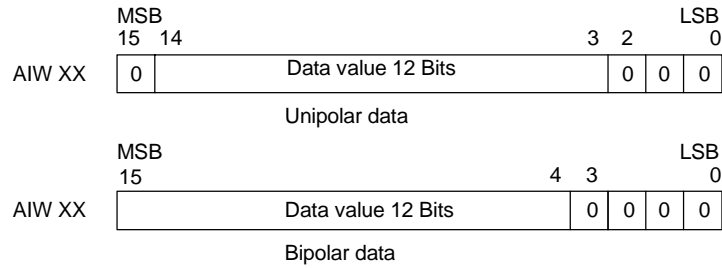 MSB LSB
15 14 3 2 0
AIW XX 0 Data value 12 Bits 0 0 0
Unipolar data
MSB LSB
15 4 3 0
AIW XX Data value 12 Bits 0 0 0 0
Bipolar data